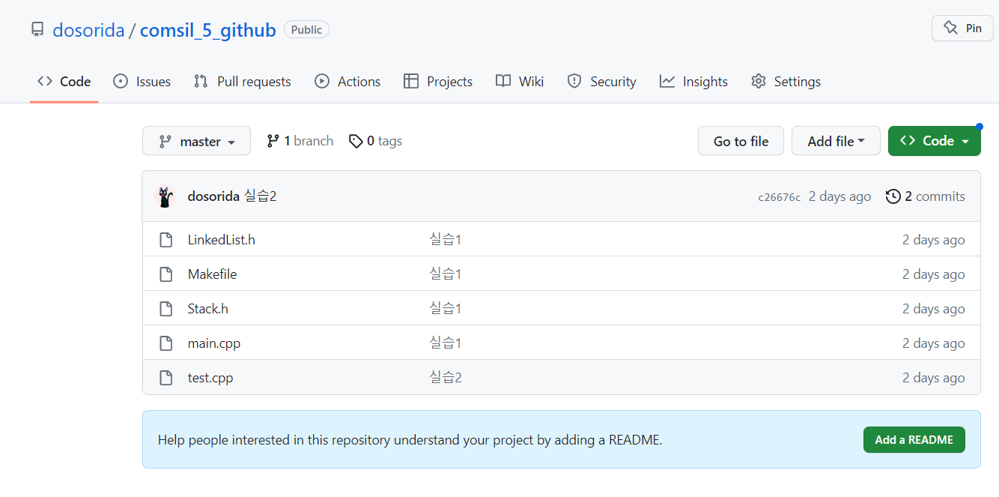 dosorida / comsil_5_github Public Pin
Code Issues Pull requests Actions Projects Wiki Security Insights Settings
master 1 branch 0 tags Go to file Add file Code
dosorida 실습2 c26676c 2 days ago 2 commits
LinkedList.h 실습1 2 days ago
Makefile 실습1 2 days ago
Stack.h 실습1 2 days ago
main.cpp 실습1 2 days ago
test.cpp 실습2 2 days ago
Help people interested in this repository understand your project by adding a README. Add a README